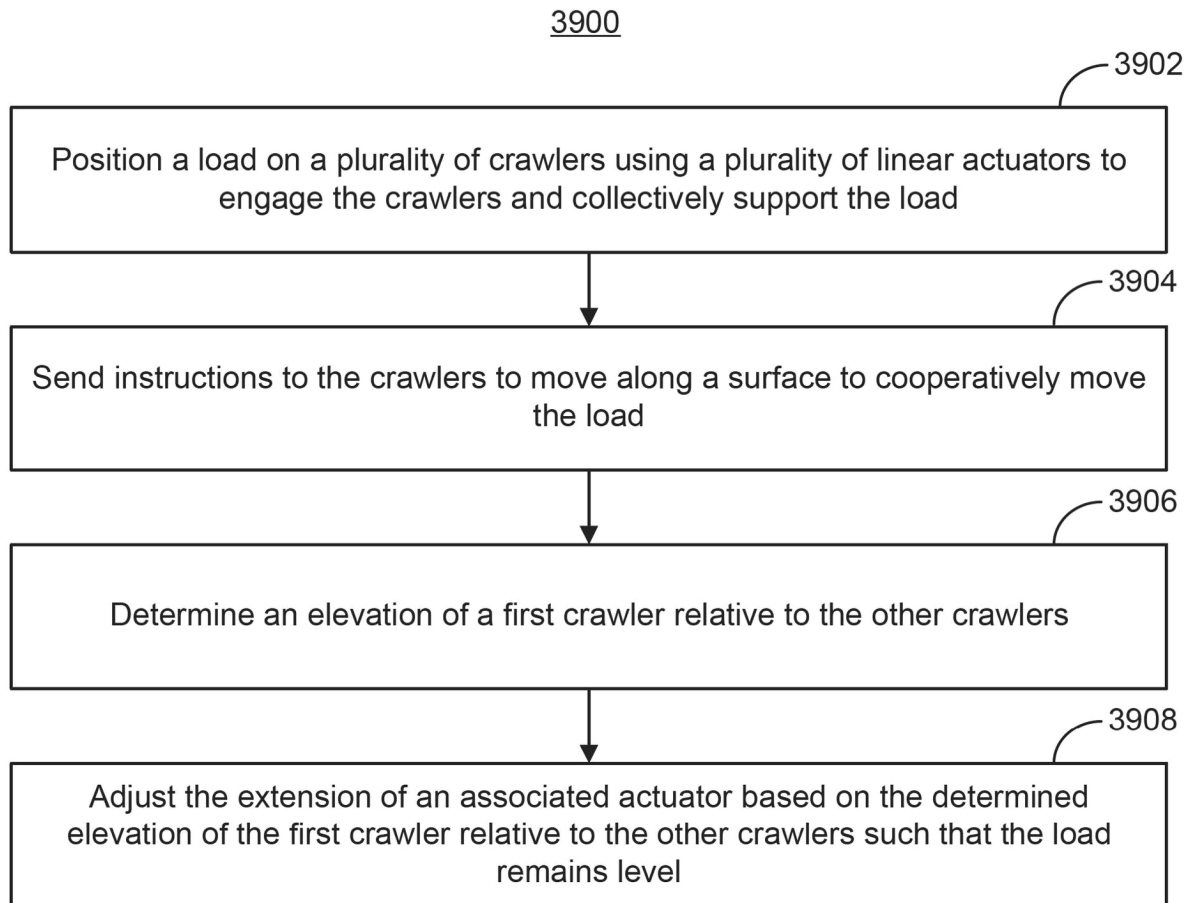 3900
3902
Position a load on a plurality of crawlers using a plurality of linear actuators to
engage the crawlers and collectively support the load
3904
Send instructions to the crawlers to move along a surface to cooperatively move
the load
3906
Determine an elevation of a first crawler relative to the other crawlers
3908
Adjust the extension of an associated actuator based on the determined
elevation of the first crawler relative to the other crawlers such that the load
remains level